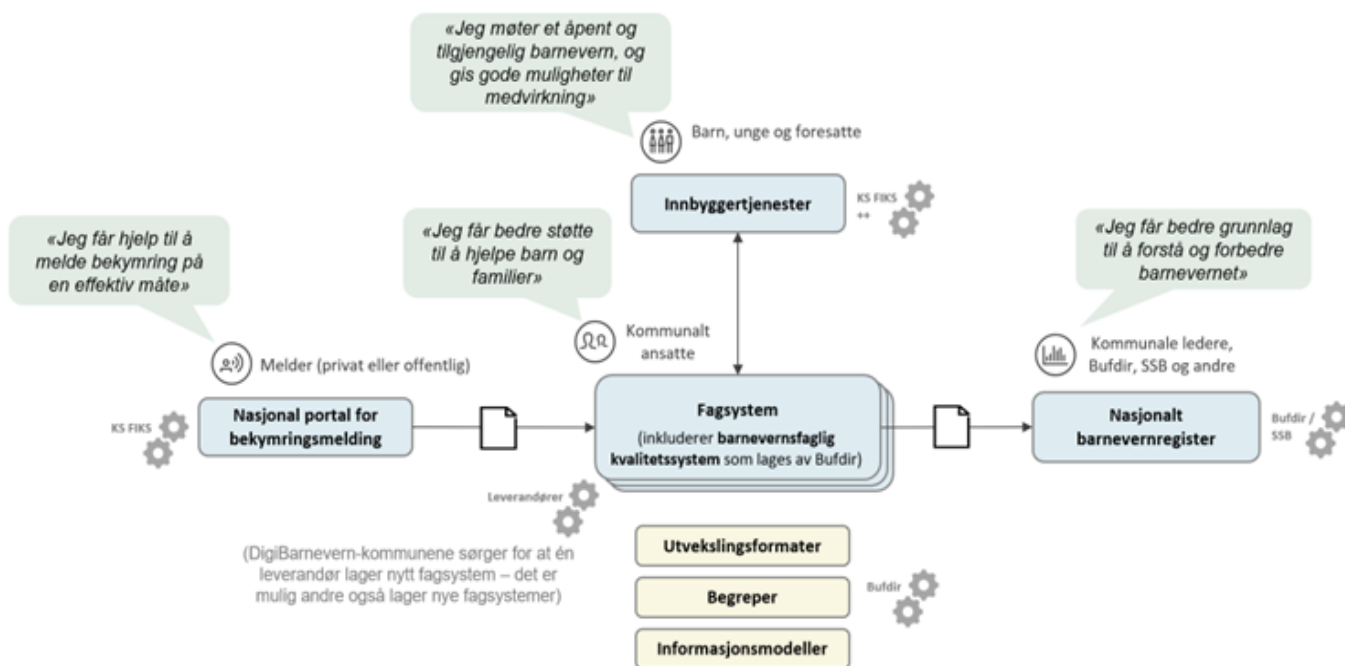 «Jeg møter et åpent og
tilgjengelig barnevern, og
gis gode muligheter til
medvirkning»
Barn, unge og foresatte
Innbyggertjenester
KS FIKS
++
«Jeg får hjelp til å
melde bekymring på
en effektiv måte»
«Jeg får bedre støtte
til å hjelpe barn og
familier»
«Jeg får bedre grunnlag
til å forstå og forbedre
barnevernet»
Melder (privat eller offentlig)
Kommunalt
ansatte
Kommunale ledere,
Bufdir, SSB og andre
KS FIKS
Nasjonal portal for
bekymringsmelding
Fagsystem
(inkluderer barnevernsfaglig
kvalitetssystem som lages av Bufdir)
Nasjonalt
barnevernregister
Bufdir /
SSB
Leverandører
(DigiBarnevern-kommunene sørger for at én
leverandør lager nytt fagsystem – det er
mulig andre også lager nye fagsystemer)
Utvekslingsformater
Begreper
Bufdir
Informasjonsmodeller